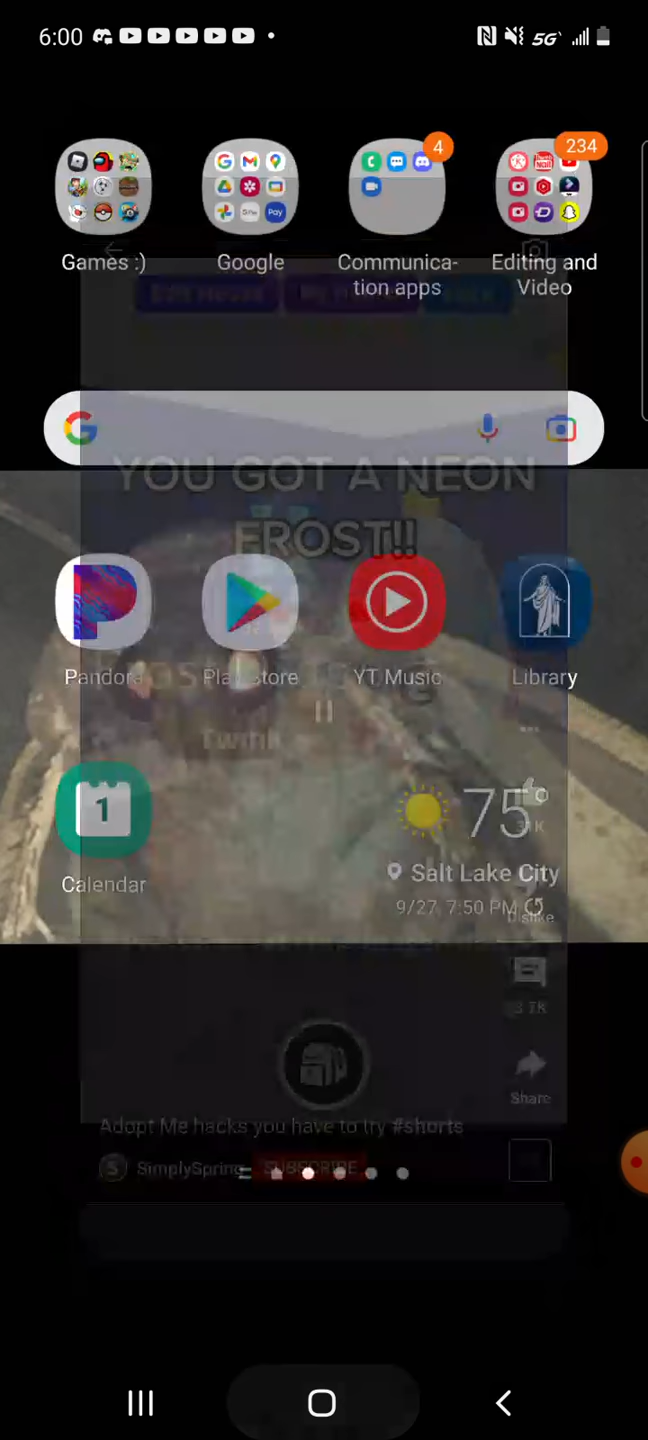 6:00
5G
4
234
Games :)
Google
Communica-
tion apps
Editing and
Video
YOU GOT A NEON
FROST!!
Pandora
Play Store
YT Music
Library
1
75°
Calendar
Salt Lake City
9/27, 7:50 PM
Dislike
Share
Adopt Me hacks you have to try #shorts
S
SimplySpring
SUBSCRIBE